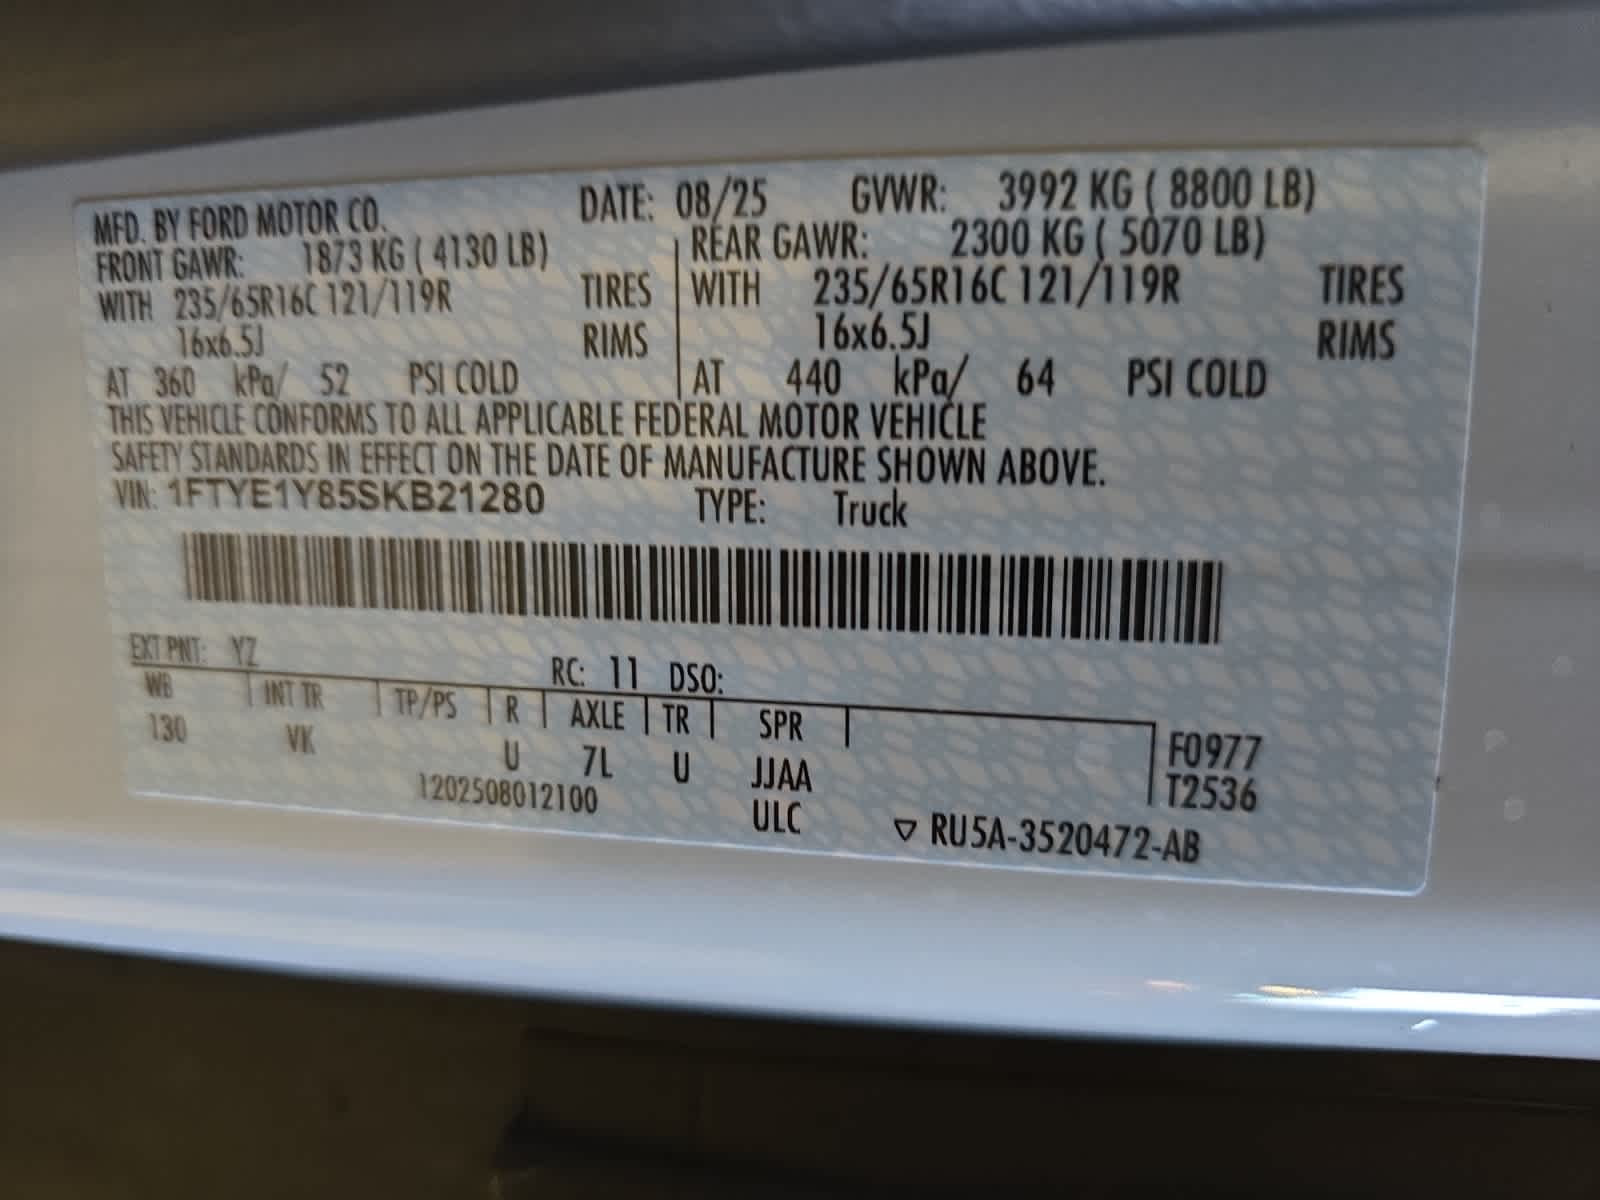 MFD. BY FORD MOTOR CO. DATE: 08/25 GVWR: 3992 KG ( 8800 LB)
FRONT GAWR: 1873 KG ( 4130 LB) REAR GAWR: 2300 KG ( 5070 LB)
WITH 235/65R16C 121/119R TIRES WITH 235/65R16C 121/119R TIRES
16x6.5J RIMS 16x6.5J RIMS
AT 360 kPa/ 52 PSI COLD AT 440 kPa/ 64 PSI COLD
THIS VEHICLE CONFORMS TO ALL APPLICABLE FEDERAL MOTOR VEHICLE
SAFETY STANDARDS IN EFFECT ON THE DATE OF MANUFACTURE SHOWN ABOVE.
VIN: 1FTYE1Y85SKB21280 TYPE: Truck
EXT PNT: YZ RC: 11 DSO:
WB INT TR TP/PS R AXLE TR SPR F0977
130 VK U 7L U JJAA T2536
1202508012100 ULC ▽ RU5A-3520472-AB